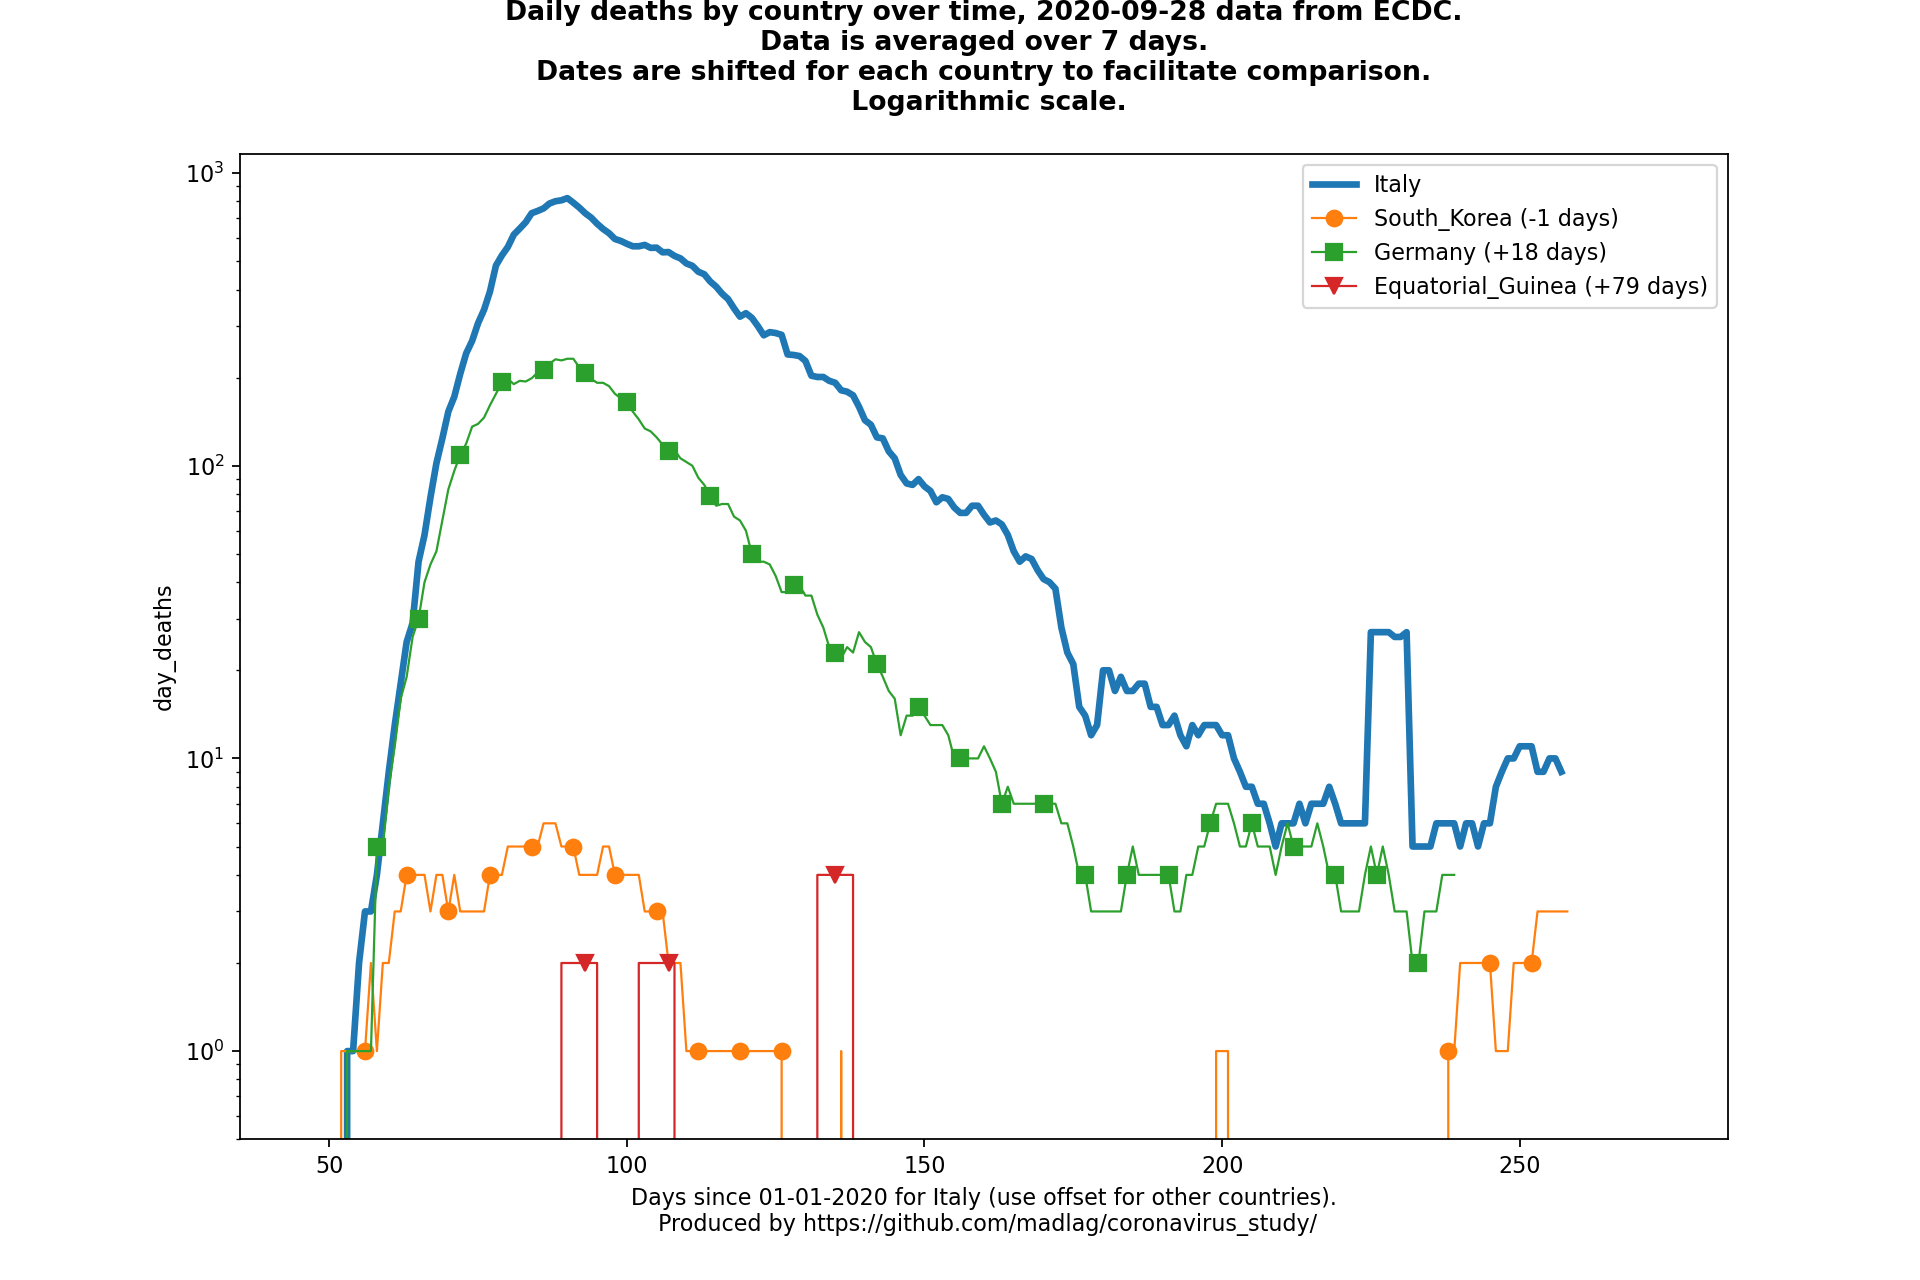 Daily deaths by country over time, 2020-09-28 data from ECDC.
Data is averaged over 7 days.
Dates are shifted for each country to facilitate comparison.
Logarithmic scale.
10³
10²
10¹
10⁰
day_deaths
Italy
South_Korea (-1 days)
Germany (+18 days)
Equatorial_Guinea (+79 days)
50 100 150 200 250
Days since 01-01-2020 for Italy (use offset for other countries).
Produced by https://github.com/madlag/coronavirus_study/